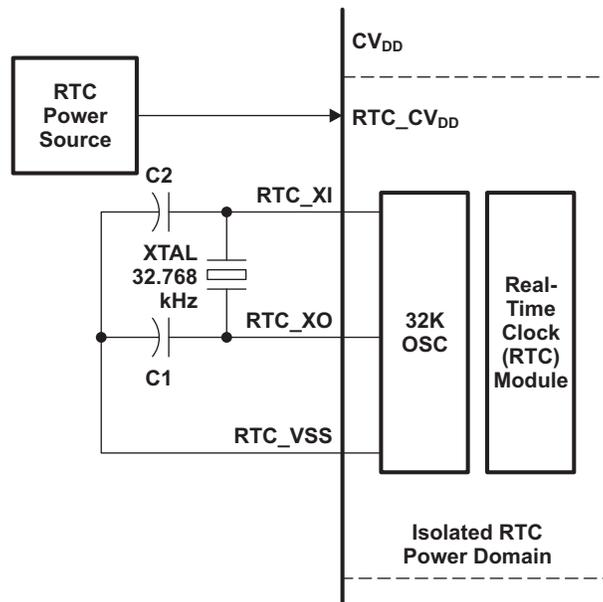 CVDD
RTC
Power
Source
RTC_CVDD
C2
RTC_XI
XTAL
32.768
kHz
RTC_XO
C1
RTC_VSS
32K
OSC
Real-
Time
Clock
(RTC)
Module
Isolated RTC
Power Domain